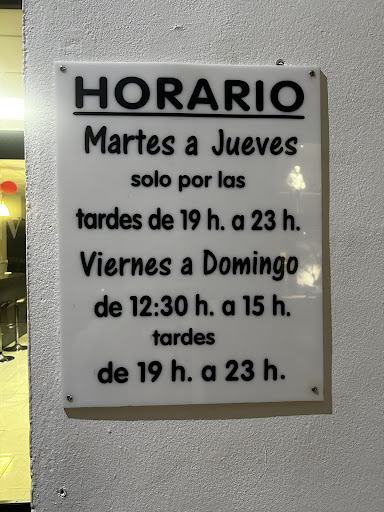 HORARIO
Martes a Jueves
solo por las
tardes de 19 h. a 23 h.
Viernes a Domingo
de 12:30 h. a 15 h.
tardes
de 19 h. a 23 h.